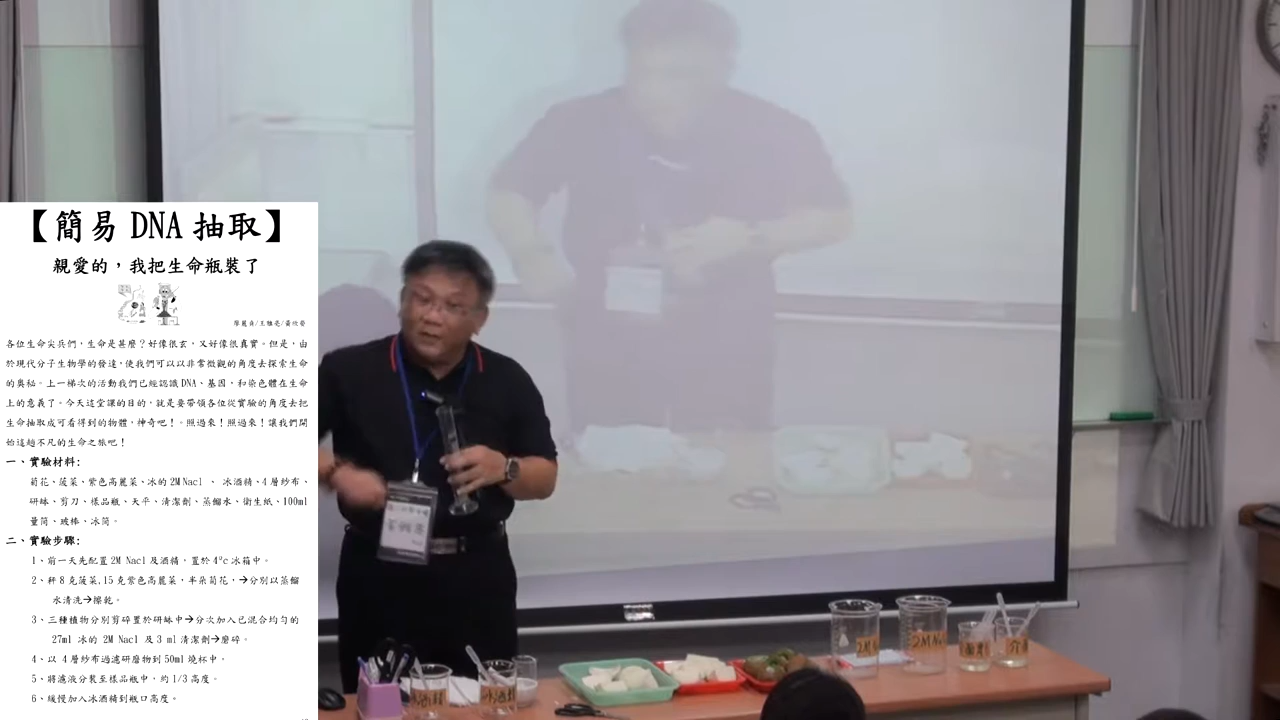 【簡易 DNA 抽取】
親愛的，我把生命瓶裝了
各位生命尖兵們，生命是甚麼？好像很玄，又好像很真實。但是，由
於現代分子生物學的發達，使我們可以以非常微觀的角度去探索生命
的奧秘。上一梯次的活動我們已經認識 DNA、基因，和染色體在生命
上的意義了。今天這堂課的目的，就是要帶領各位從實驗的角度去把
生命抽取成可看得到的物體，神奇吧！。照過來！照過來！讓我們開
始這趟不凡的生命之旅吧！
一、實驗材料：
菊花、菠菜、紫色高麗菜、冰的 2M Nacl 、 冰酒精、4 層紗布、
研缽、剪刀、樣品瓶、天平、清潔劑、蒸餾水、衛生紙、100ml
量筒、玻棒、冰筒。
二、實驗步驟：
1、前一天先配置 2M Nacl 及酒精，置於 4°c 冰箱中。
2、秤 8 克菠菜,15 克紫色高麗菜，半朵菊花，→分別以蒸餾
水清洗→擦乾。
3、三種植物分別剪碎置於研缽中→分次加入已混合均勻的
27ml 冰的 2M Nacl 及 3 ml 清潔劑→磨碎。
4、以 4 層紗布過濾研磨物到 50ml 燒杯中。
5、將濾液分裝至樣品瓶中，約 1/3 高度。
6、緩慢加入冰酒精到瓶口高度。
2M Na